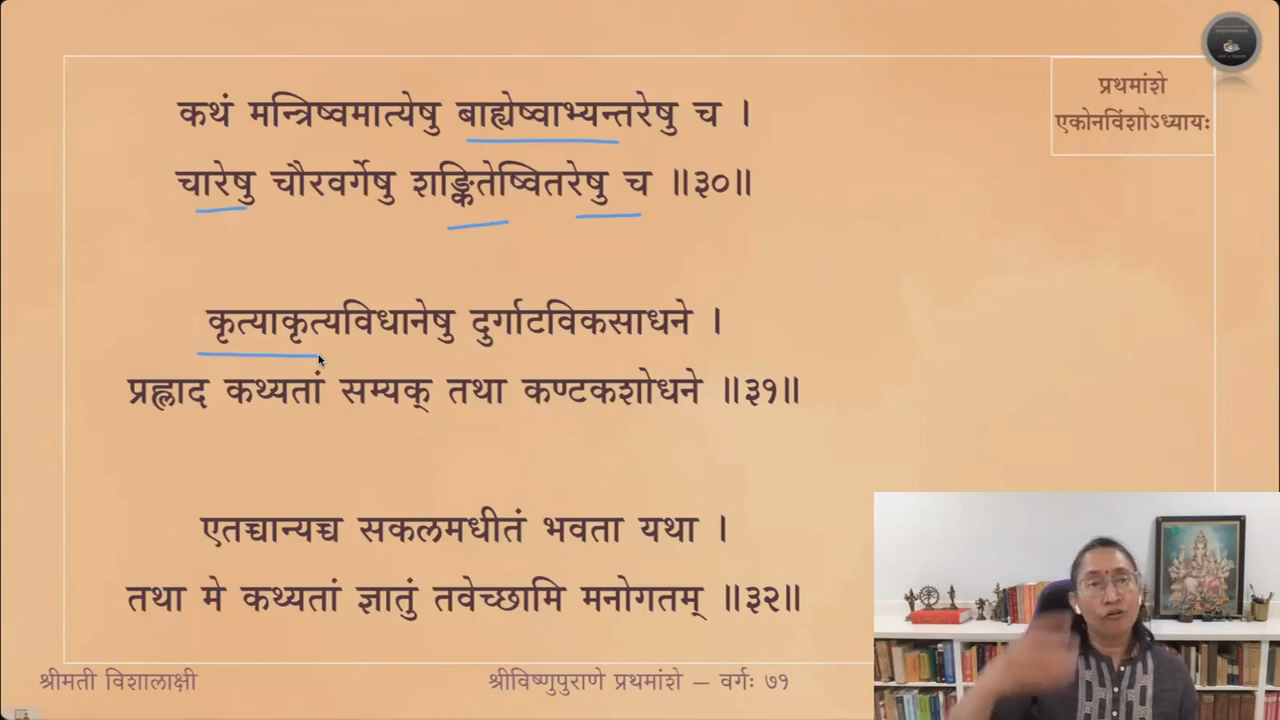 प्रथमांशे
एकोनविंशोऽध्यायः
कथं मन्त्रिष्वमात्येषु बाह्येष्वाभ्यन्तरेषु च ।
चारेषु चौरवर्गेषु शङ्कितेष्वितरेषु च ॥३०॥
कृत्याकृत्यविधानेषु दुर्गाटविकसाधने ।
प्रह्लाद कथ्यतां सम्यक् तथा कण्टकशोधने ॥३१॥
एतच्चान्यच्च सकलमधीतं भवता यथा ।
तथा मे कथ्यतां ज्ञातुं तवेच्छामि मनोगतम् ॥३२॥
श्रीमती विशालाक्षी
श्रीविष्णुपुराणे प्रथमांशे – वर्गः ७१